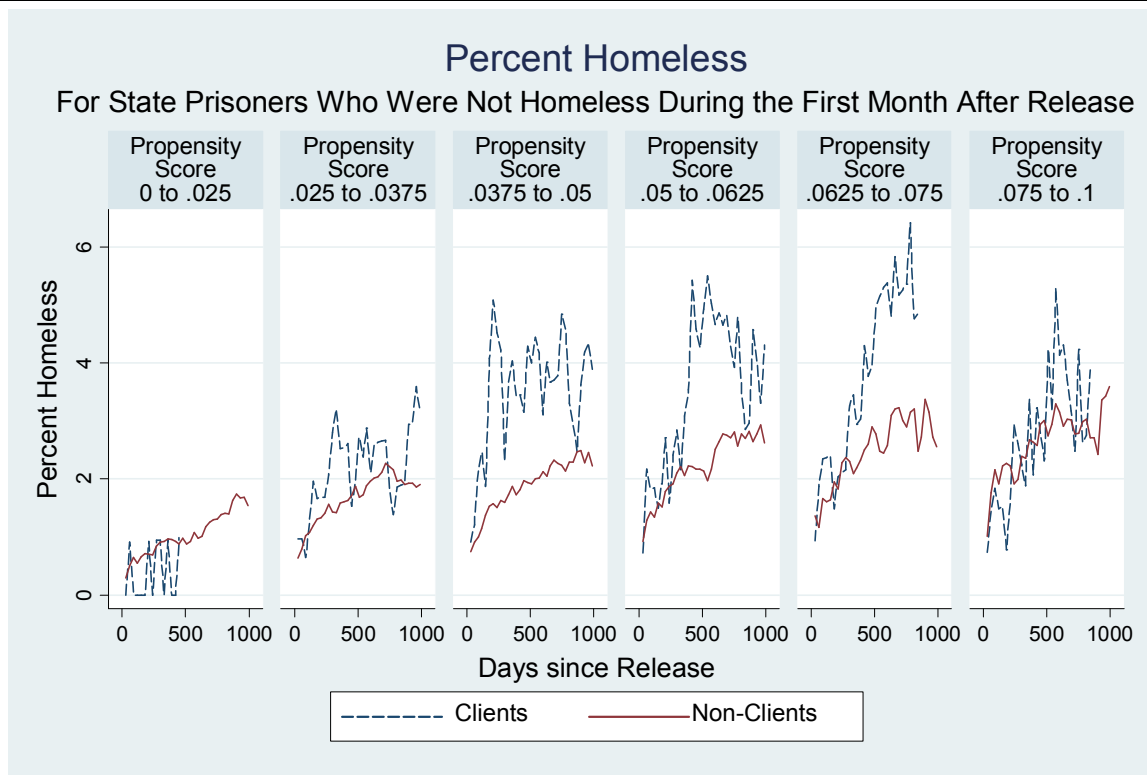 Percent Homeless
For State Prisoners Who Were Not Homeless During the First Month After Release
Propensity
Score
0 to .025
Propensity
Score
.025 to .0375
Propensity
Score
.0375 to .05
Propensity
Score
.05 to .0625
Propensity
Score
.0625 to .075
Propensity
Score
.075 to .1
Percent Homeless
6
4
2
0
0 500 1000
0 500 1000
0 500 1000
0 500 1000
0 500 1000
0 500 1000
Days since Release
Clients Non-Clients